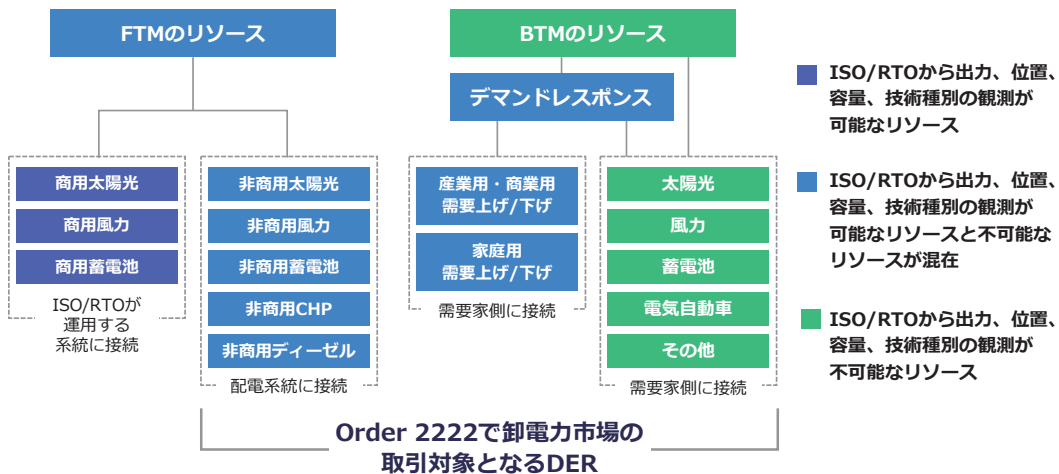 FTMのリソース
BTMのリソース
デマンドレスポンス
商用太陽光
商用風力
商用蓄電池
ISO/RTOが
運用する
系統に接続
非商用太陽光
非商用風力
非商用蓄電池
非商用CHP
非商用ディーゼル
配電系統に接続
産業用・商業用
需要上げ/下げ
家庭用
需要上げ/下げ
需要家側に接続
太陽光
風力
蓄電池
電気自動車
その他
需要家側に接続
Order 2222で卸電力市場の
取引対象となるDER
ISO/RTOから出力、位置、
容量、技術種別の観測が
可能なリソース
ISO/RTOから出力、位置、
容量、技術種別の観測が
可能なリソースと不可能な
リソースが混在
ISO/RTOから出力、位置、
容量、技術種別の観測が
不可能なリソース